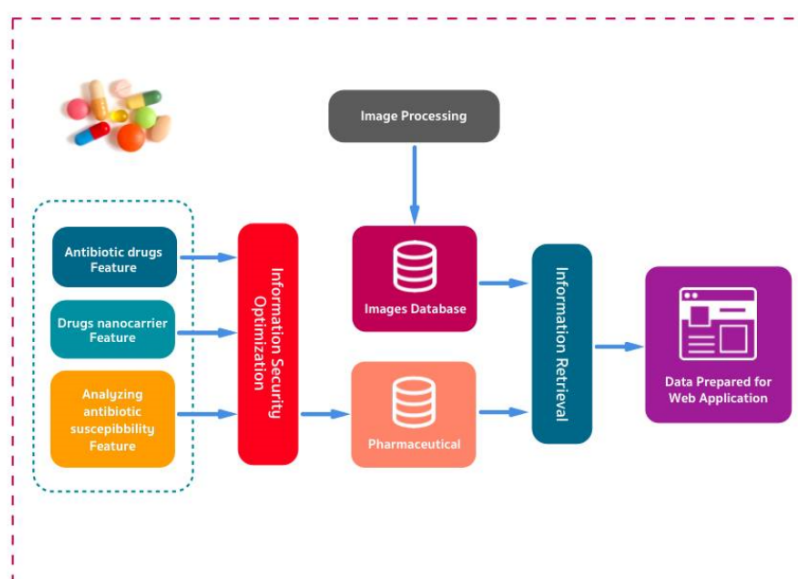 Image Processing
Antibiotic drugs
Feature
Drugs nanocarrier
Feature
Analyzing
antibiotic
suscepibbility
Feature
Information Security
Optimization
Images Database
Pharmaceutical
Information Retrieval
Data Prepared for
Web Application